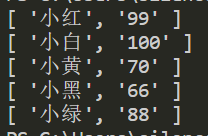 [ '小红', '99' ]
[ '小白', '100' ]
[ '小黄', '70' ]
[ '小黑', '66' ]
[ '小绿', '88' ]